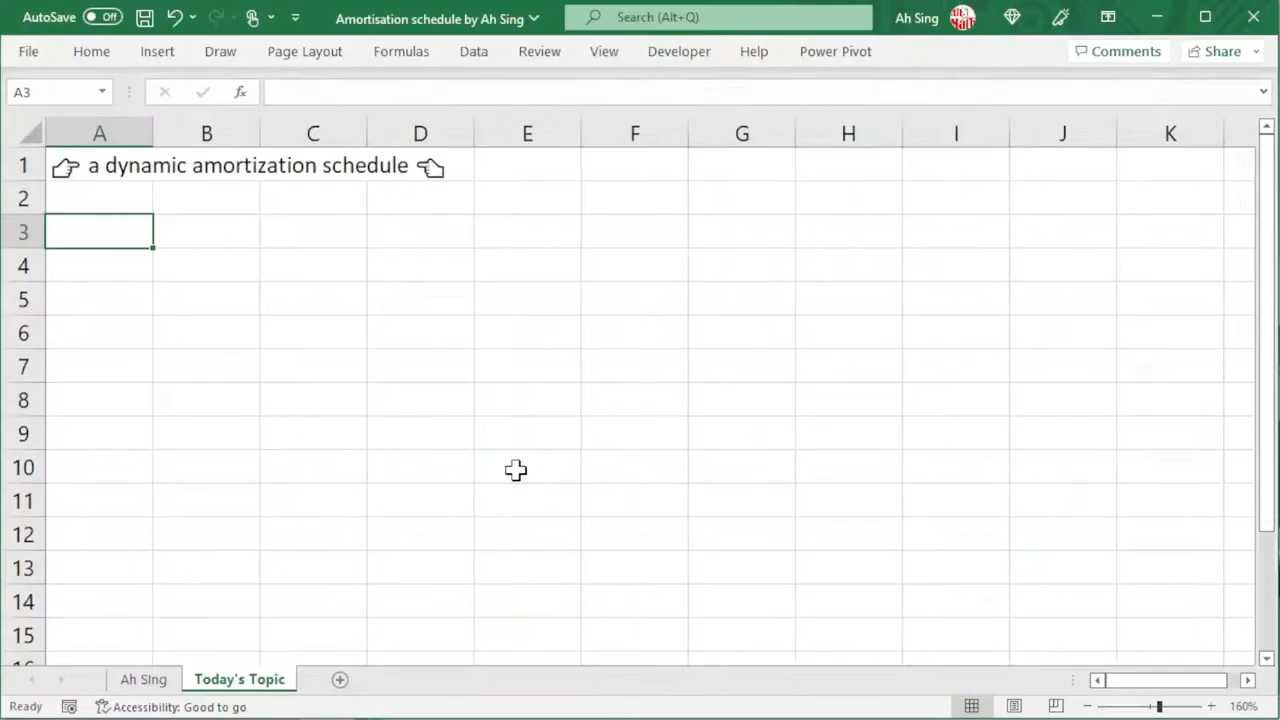 AutoSave Off Amortisation schedule by Ah Sing Search (Alt+Q) Ah Sing
File Home Insert Draw Page Layout Formulas Data Review View Developer Help Power Pivot Comments Share
A3 fx
A B C D E F G H I J K
1 a dynamic amortization schedule
2
3
4
5
6
7
8
9
10
11
12
13
14
15
Ah Sing Today's Topic
Ready Accessibility: Good to go 160%